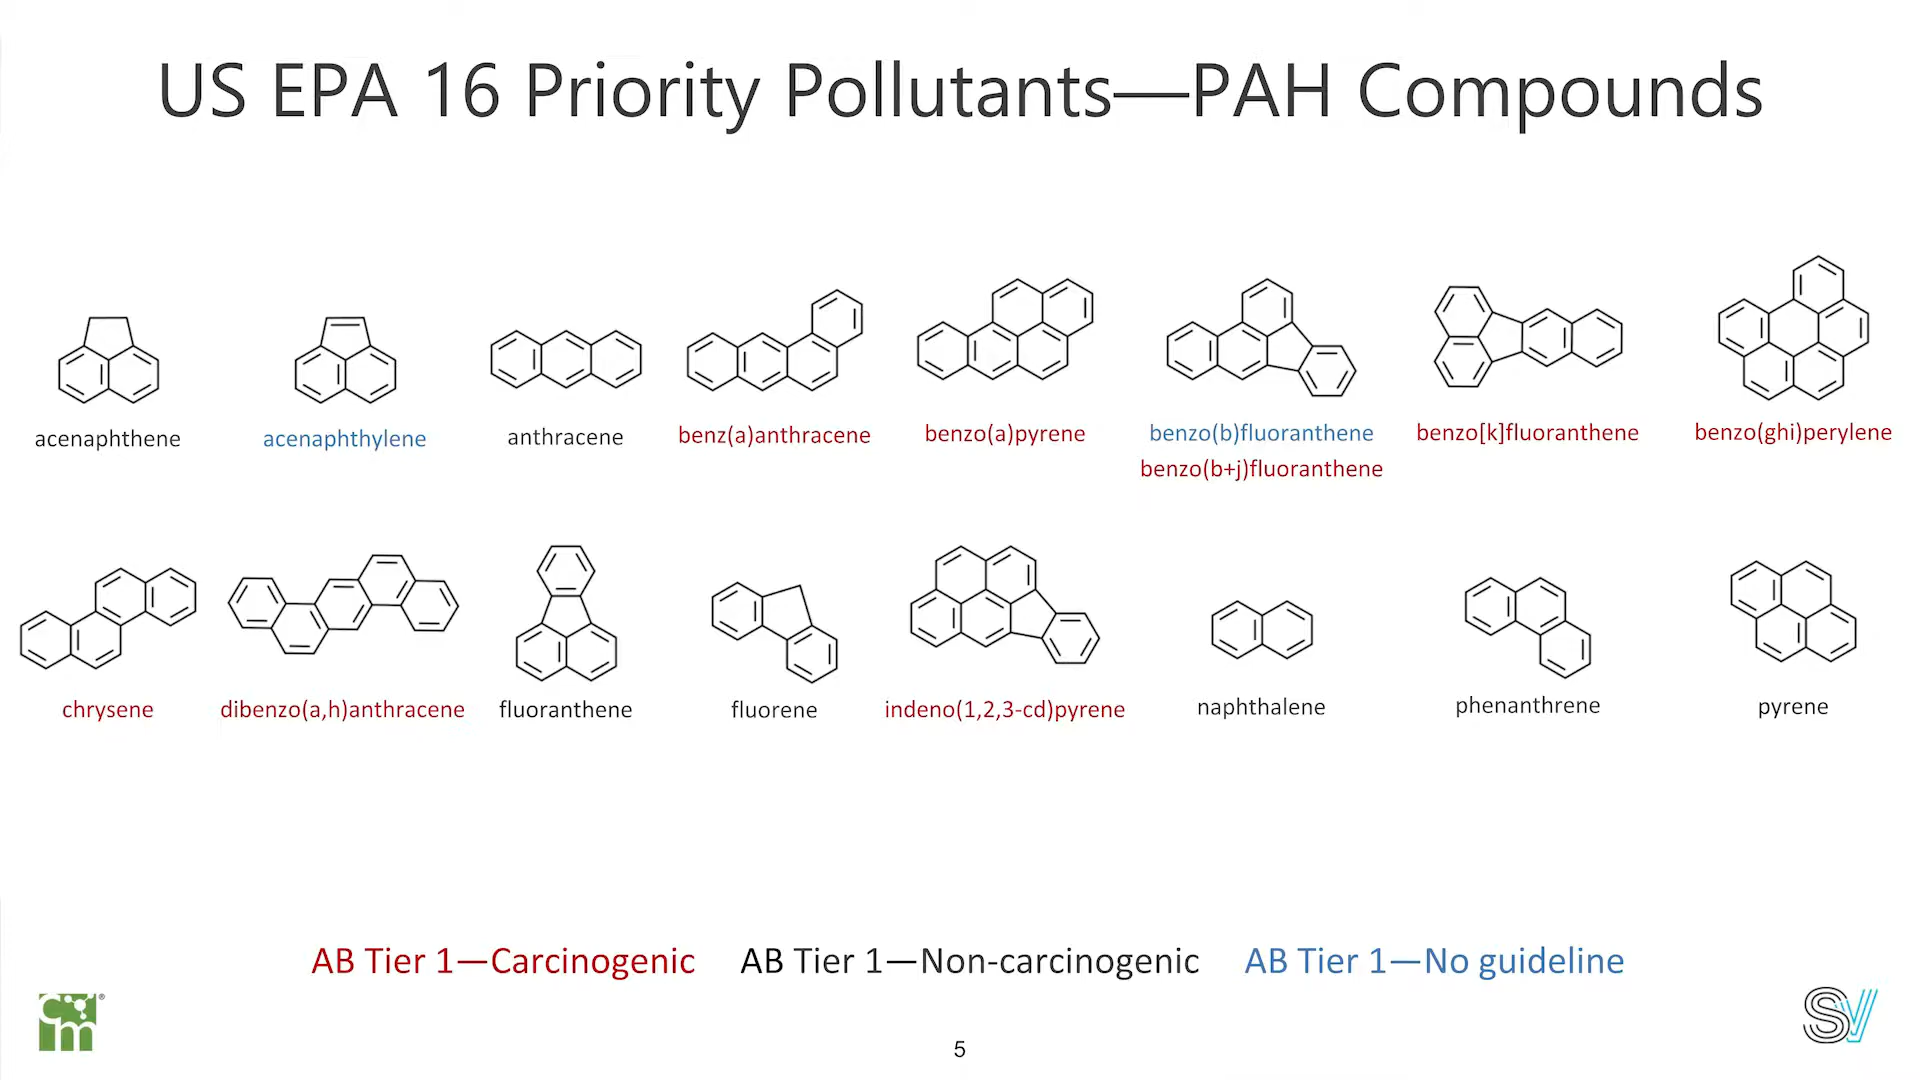 US EPA 16 Priority Pollutants—PAH Compounds
acenaphthene
acenaphthylene
anthracene
benz(a)anthracene
benzo(a)pyrene
benzo(b)fluoranthene
benzo(b+j)fluoranthene
benzo[k]fluoranthene
benzo(ghi)perylene
chrysene
dibenzo(a,h)anthracene
fluoranthene
fluorene
indeno(1,2,3-cd)pyrene
naphthalene
phenanthrene
pyrene
AB Tier 1—Carcinogenic
AB Tier 1—Non-carcinogenic
AB Tier 1—No guideline
cm®
5
SV